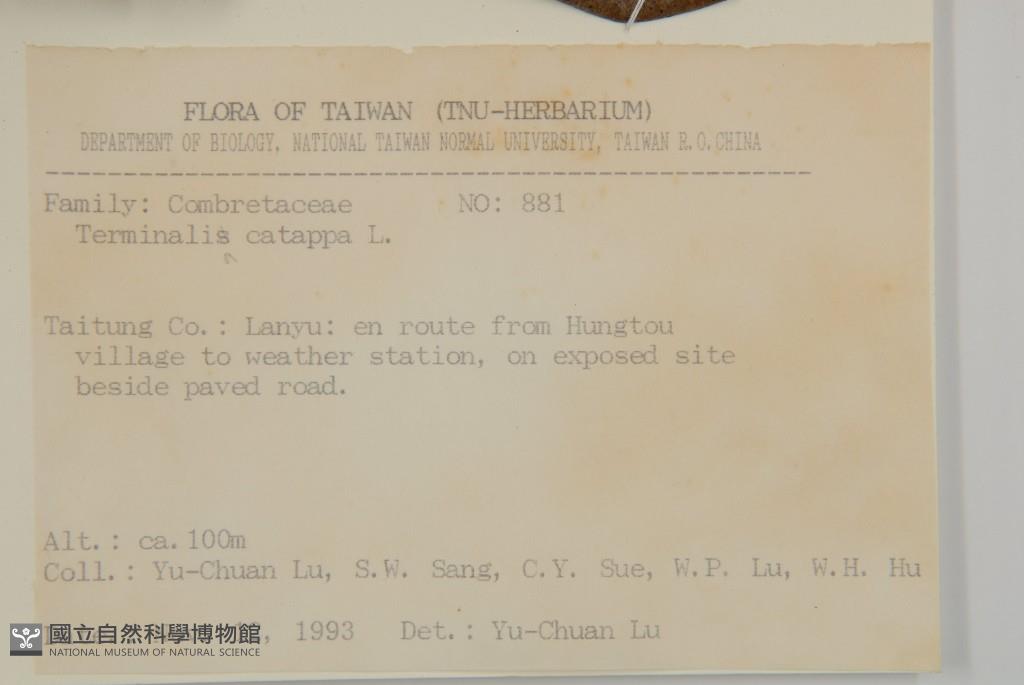 FLORA OF TAIWAN (TNU-HERBARIUM)
DEPARTMENT OF BIOLOGY, NATIONAL TAIWAN NORMAL UNIVERSITY, TAIWAN R.O.CHINA
Family: Combretaceae NO: 881
Terminalis catappa L.
Taitung Co.: Lanyu: en route from Hungtou
village to weather station, on exposed site
beside paved road.
Alt.: ca. 100m
Coll.: Yu-Chuan Lu, S.W. Sang, C.Y. Sue, W.P. Lu, W.H. Hu
1993 Det.: Yu-Chuan Lu
國立自然科學博物館
NATIONAL MUSEUM OF NATURAL SCIENCE